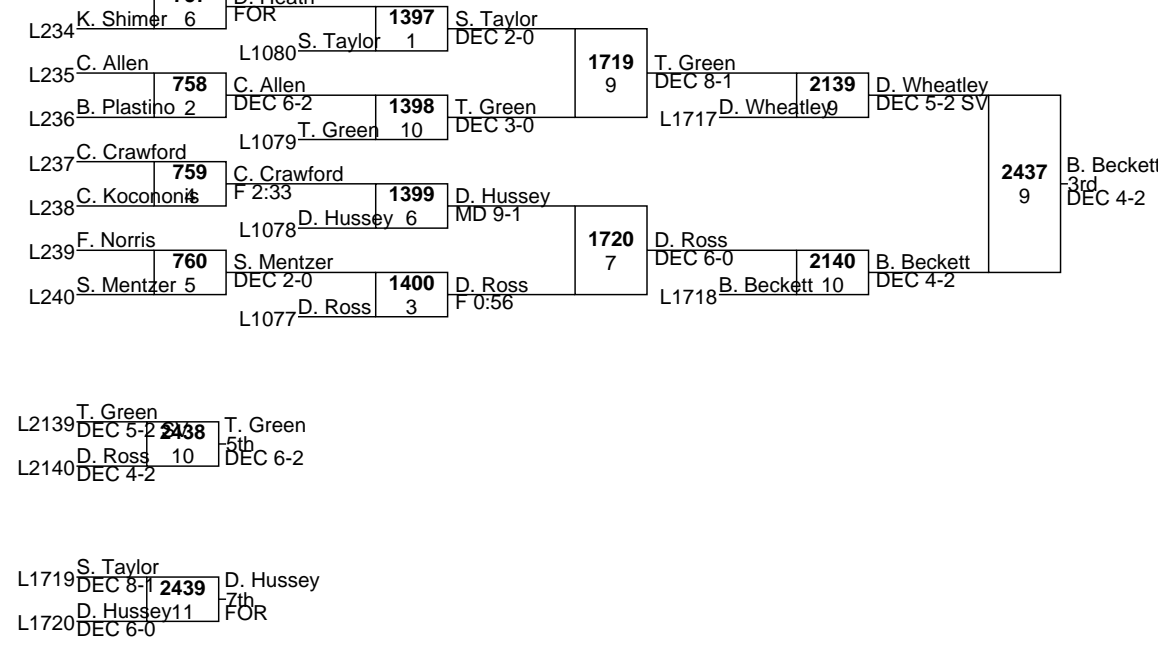 K. Shimer
6
FOR
1397
S. Taylor
L234
S. Taylor
1
DEC 2-0
L1080
1719
T. Green
L235
C. Allen
9
DEC 8-1
2139
D. Wheatley
758
C. Allen
D. Wheatley
9
DEC 5-2 SV
B. Plastino
2
DEC 6-2
1398
T. Green
L1717
L236
T. Green
10
DEC 3-0
L1079
L237
C. Crawford
759
C. Crawford
2437
B. Beckett
C. Koconis
4
F 2:33
1399
D. Hussey
9
3rd
L238
D. Hussey
6
MD 9-1
DEC 4-2
L1078
F. Norris
1720
D. Ross
L239
7
DEC 6-0
2140
B. Beckett
760
S. Mentzer
B. Beckett
10
DEC 4-2
S. Mentzer
5
DEC 2-0
1400
D. Ross
L1718
L240
D. Ross
3
F 0:56
L1077
T. Green
L2139
DEC 5-2 SV
2438
T. Green
5th
D. Ross
10
DEC 6-2
L2140
DEC 4-2
S. Taylor
L1719
DEC 8-1
2439
D. Hussey
7th
D. Hussey
11
FOR
L1720
DEC 6-0